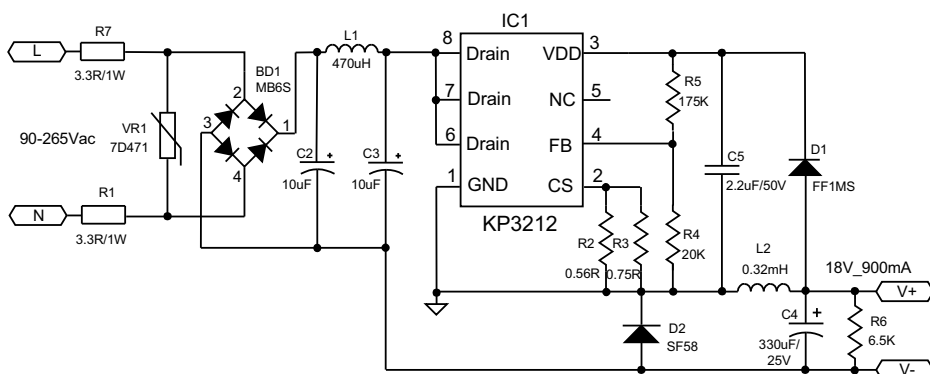 IC1
R7
L
3.3R/1W
L1
470uH
8
Drain
VDD
3
BD1
MB6S
2
R5
175K
7
Drain
NC
5
90-265Vac
VR1
7D471
3
1
6
Drain
FB
4
C2
10uF
C3
10uF
C5
2.2uF/50V
D1
FF1MS
4
1
GND
CS
2
R1
N
3.3R/1W
KP3212
R2
0.56R
R3
0.75R
R4
20K
L2
0.32mH
18V_900mA
V+
D2
SF58
C4
330uF/
25V
R6
6.5K
V-